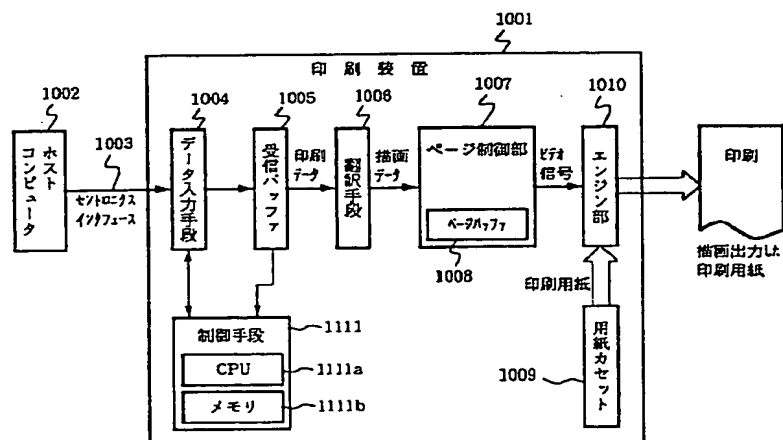 1001
印刷装置
1002
ホスト
コンピュータ
1003
セントロニクス
インタフェース
1004
データ入力手段
1005
受信バッファ
印刷
データ
1006
翻訳手段
描画
データ
1007
ページ制御部
ページバッファ
1008
ビデオ
信号
1010
エンジン部
印刷
描画出力した
印刷用紙
印刷用紙
用紙カセット
1009
制御手段
1111
CPU
1111a
メモリ
1111b